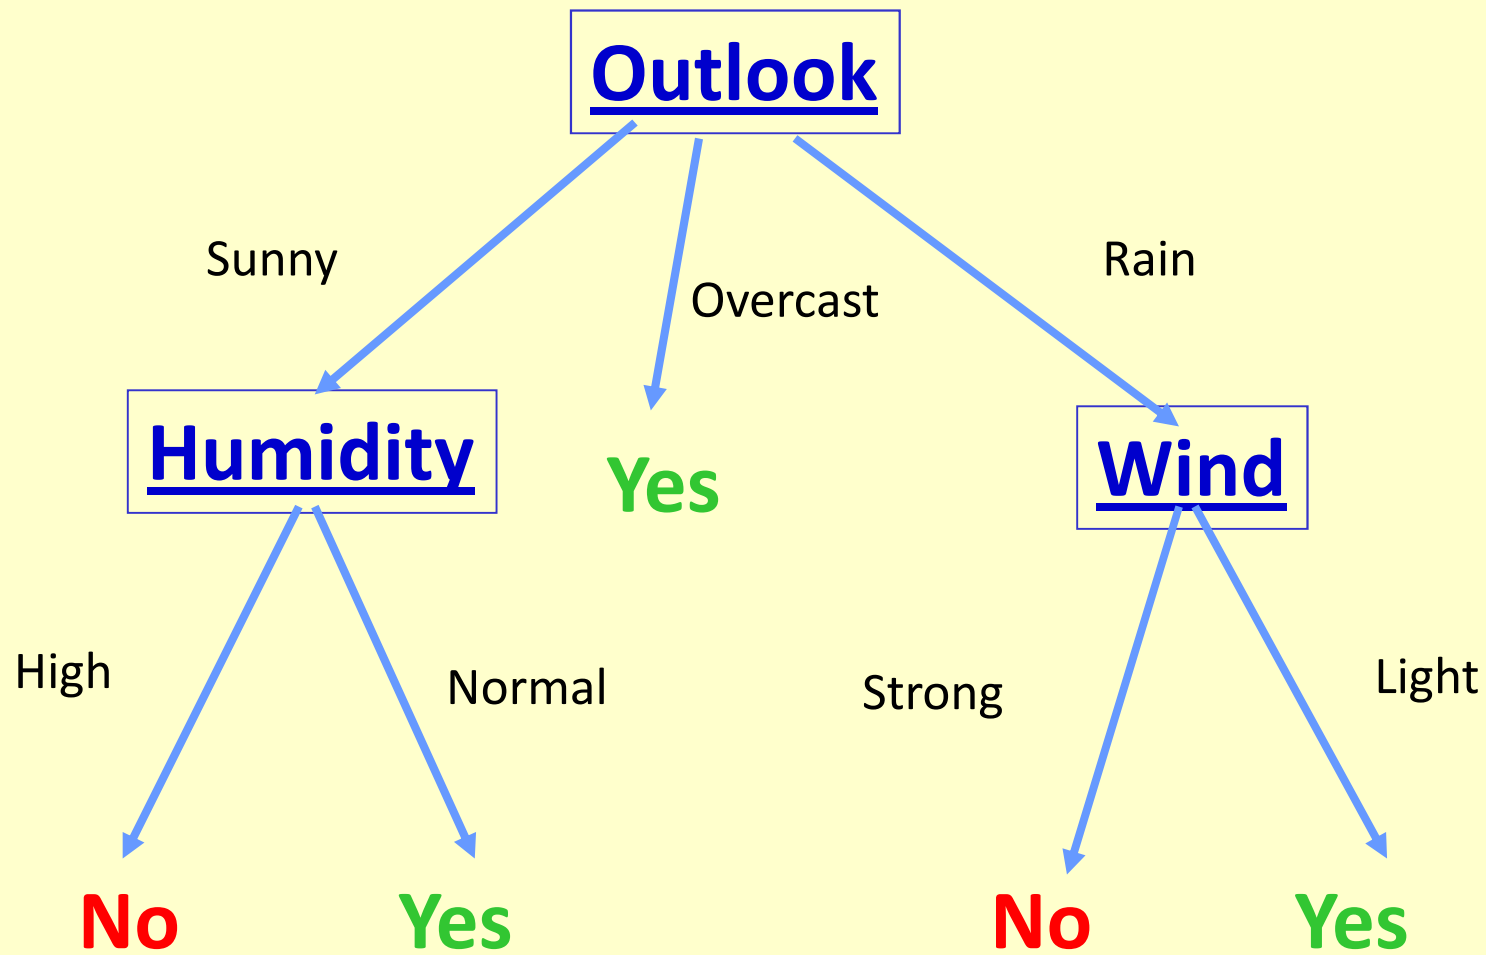 Outlook
Sunny
Overcast
Rain
Humidity
Yes
Wind
High
Normal
Strong
Light
No
Yes
No
Yes